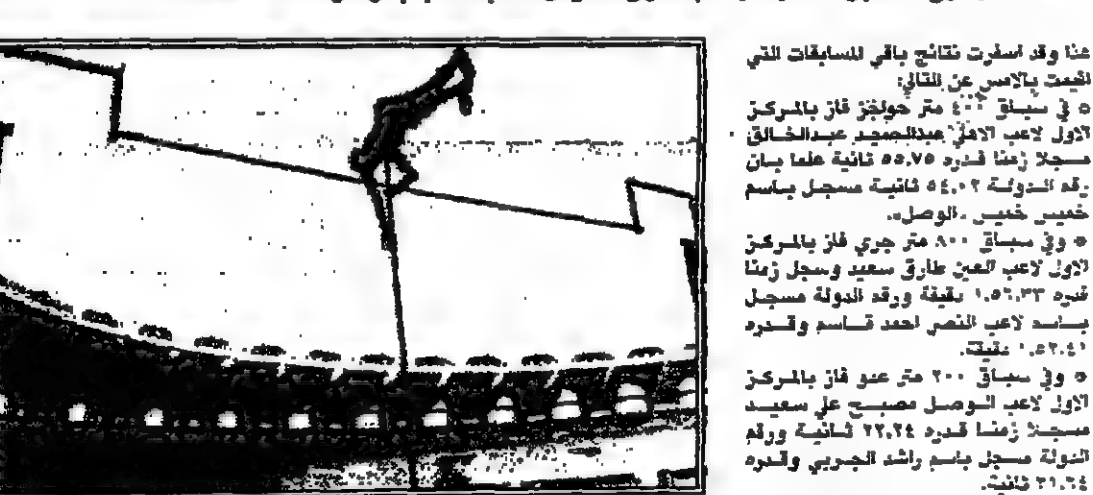 هذا وقد اسفرت نتائج باقي المسابقات التي
اقيمت بالامس عن التالي:
○ في سباق ٤٠٠ متر حواجز فاز بالمركز
الاول لاعب الاهلي عبدالمجيد عبدالخالق
مسجلا زمنا قدره ٥٥,٧٥ ثانية علما بان
رقم الدولة ٥٤,٠٢ ثانية مسجل باسم
خميس خميس «الوصل».
○ وفي سباق ٨٠٠ متر جري فاز بالمركز
الاول لاعب العين طارق سعيد وسجل زمنا
قدره ١,٥٦,٣٣ دقيقة ورقم الدولة مسجل
باسم لاعب النصر احمد قاسم وقدره
دقيقة.
○ وفي سباق ٢٠٠ متر عدو فاز بالمركز
الاول لاعب الوصل مصبح علي سعيد
مسجلا زمنا قدره ٢٢,٢٤ ثانية ورقم
الدولة مسجل باسم راشد الجربي وقدره
٢١,٦٤ ثانية.